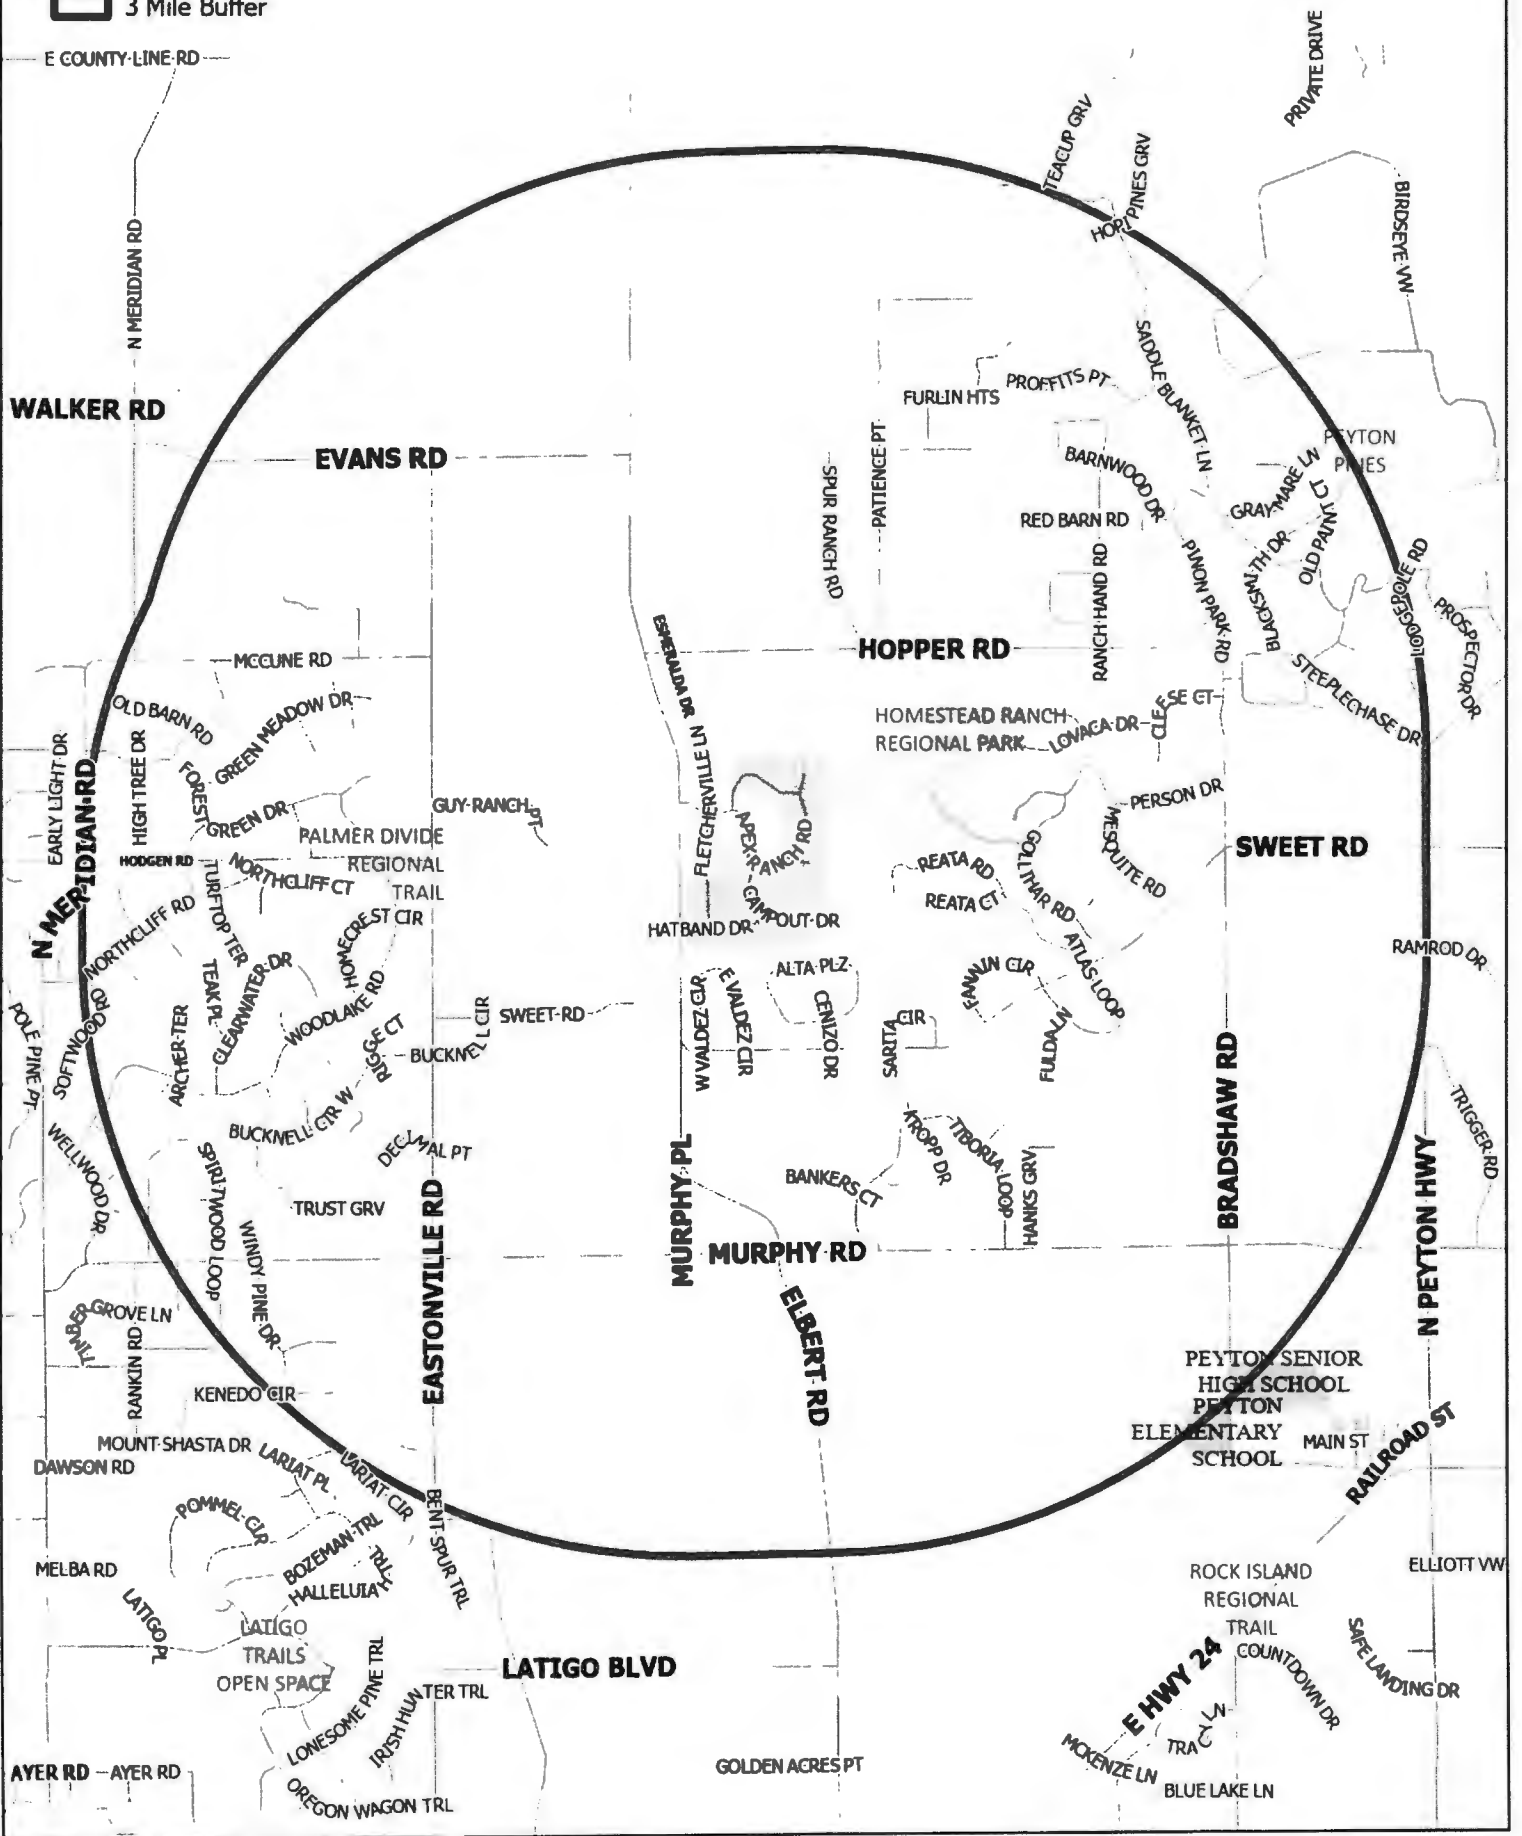 3 Mile Buffer
E COUNTY LINE RD
PRIVATE DRIVE
TEACUP GRV
HOPI PINES GRV
BIRDSEYE VW
N MERIDIAN RD
SADDLE BLANKET LN
FURLIN HTS
PROFFITS PT
WALKER RD
EVANS RD
PATIENCE PT
SPUR RANCH RD
BARNWOOD DR
PEYTON
PINES
GRAYMARE LN
OLD PAINT CT
RED BARN RD
RANCH HAND RD
PINON PARK RD
BLACKSMITH DR
LODGEPOLE RD
PROSPECTOR DR
MCCUNE RD
ESMERALDA DR
HOPPER RD
STEEPLECHASE DR
OLD BARN RD
GREEN MEADOW DR
HOMESTEAD RANCH
REGIONAL PARK
LOVACA DR
CLEESE CT
EARLY LIGHT DR
N MERIDIAN RD
HIGH TREE DR
FOREST
GREEN DR
GUY RANCH PT
FLETCHERVILLE LN
APEX RANCH RD
PERSON DR
MESQUITE RD
SWEET RD
PALMER DIVIDE
REGIONAL
TRAIL
HODGEN RD
NORTHCLIFF CT
TURFTOP TER
REATA RD
REATA CT
GOLLIHAR RD
NORTHCLIFF RD
HOMECREST CIR
HATBAND DR
CAMPOUT DR
ATLAS LOOP
RAMROD DR
TEAK PL
CLEARWATER DR
WOODLAKE RD
ALTA PLZ
FANNIN CIR
POLE PINE PT
SOFTWOOD RD
ARCHER TER
RIGGE CT
BUCKNELL CIR
SWEET RD
W VALDEZ CIR
E VALDEZ CIR
CENIZO DR
SARITA CIR
FULDA LN
BRADSHAW RD
TRIGGER RD
WELLWOOD DR
BUCKNELL CIR W
DECIMAL PT
SPIRITWOOD LOOP
TRUST GRV
WINDY PINE DR
EASTONVILLE RD
MURPHY PL
BANKERS CT
KROPP DR
TIBORIA LOOP
HANKS GRV
N PEYTON HWY
MURPHY RD
ELBERT RD
TIMBER GROVE LN
RANKIN RD
KENEDO CIR
PEYTON SENIOR
HIGH SCHOOL
PEYTON
ELEMENTARY
SCHOOL
MAIN ST
RAILROAD ST
MOUNT SHASTA DR
DAWSON RD
LARIAT PL
LARIAT CIR
BENT SPUR TRL
POMMEL CIR
BOZEMAN TRL
HALLELUIAH TRL
MELBA RD
LATIGO PL
ROCK ISLAND
REGIONAL
TRAIL
ELLIOTT VW
LATIGO
TRAILS
OPEN SPACE
LATIGO BLVD
E HWY 24
COUNTDOWN DR
SAFE LANDING DR
LONESOME PINE TRL
IRISH HUNTER TRL
TRACY LN
MCKENZE LN
BLUE LAKE LN
GOLDEN ACRES PT
AYER RD
AYER RD
OREGON WAGON TRL